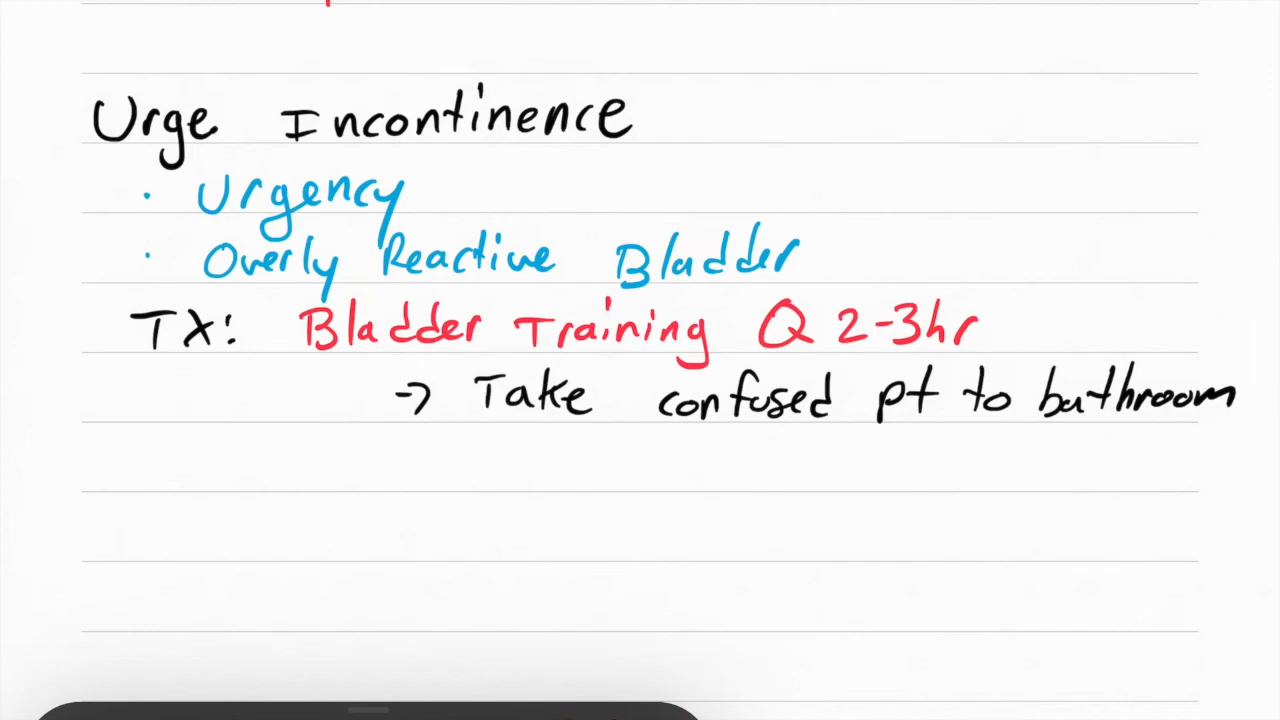 Urge Incontinence
· Urgency
· Overly Reactive Bladder
TX: Bladder Training Q 2-3hr
→ Take confused pt to bathroom